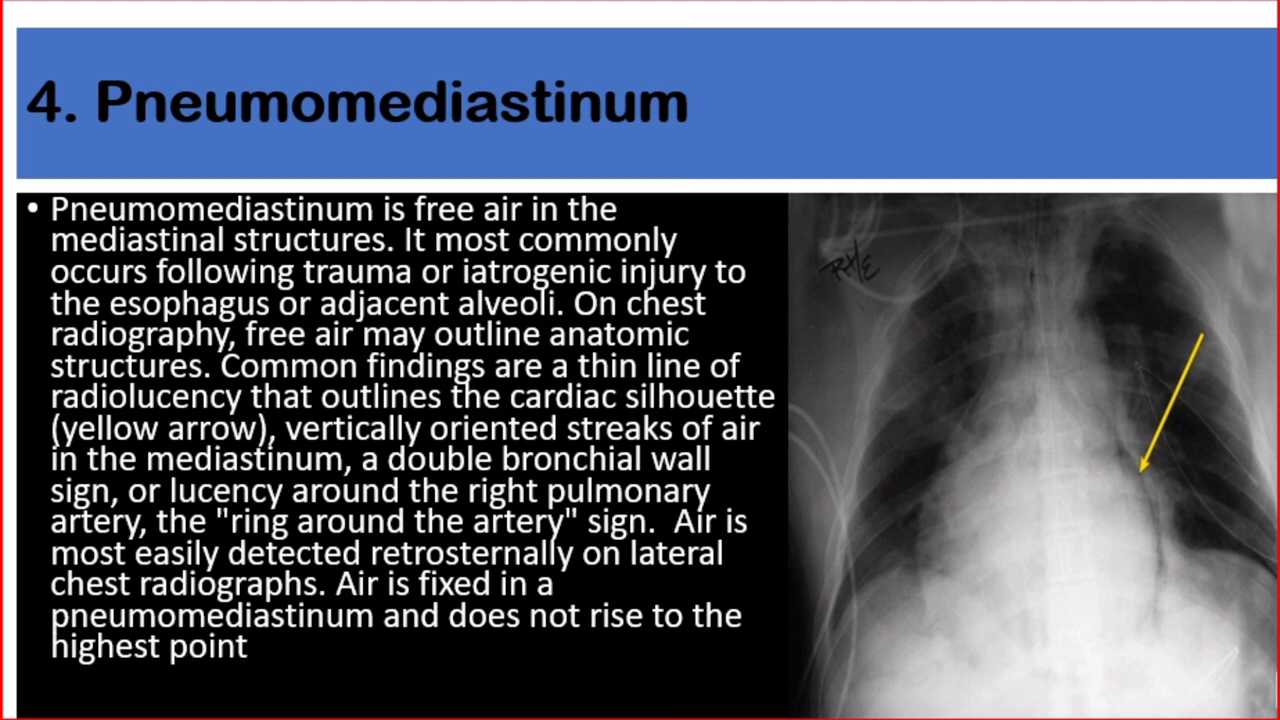 4. Pneumomediastinum
• Pneumomediastinum is free air in the
mediastinal structures. It most commonly
occurs following trauma or iatrogenic injury to
the esophagus or adjacent alveoli. On chest
radiography, free air may outline anatomic
structures. Common findings are a thin line of
radiolucency that outlines the cardiac silhouette
(yellow arrow), vertically oriented streaks of air
in the mediastinum, a double bronchial wall
sign, or lucency around the right pulmonary
artery, the "ring around the artery" sign.  Air is
most easily detected retrosternally on lateral
chest radiographs. Air is fixed in a
pneumomediastinum and does not rise to the
highest point